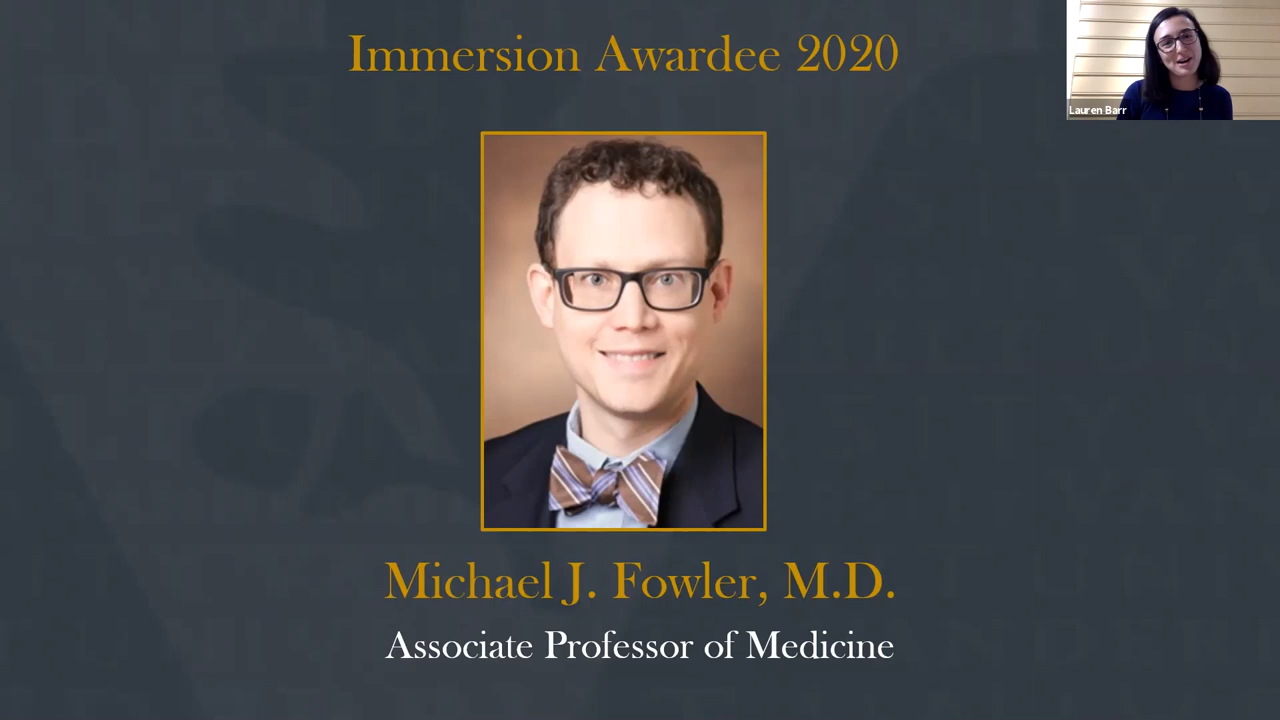 Immersion Awardee 2020
Lauren Barr
Michael J. Fowler, M.D.
Associate Professor of Medicine